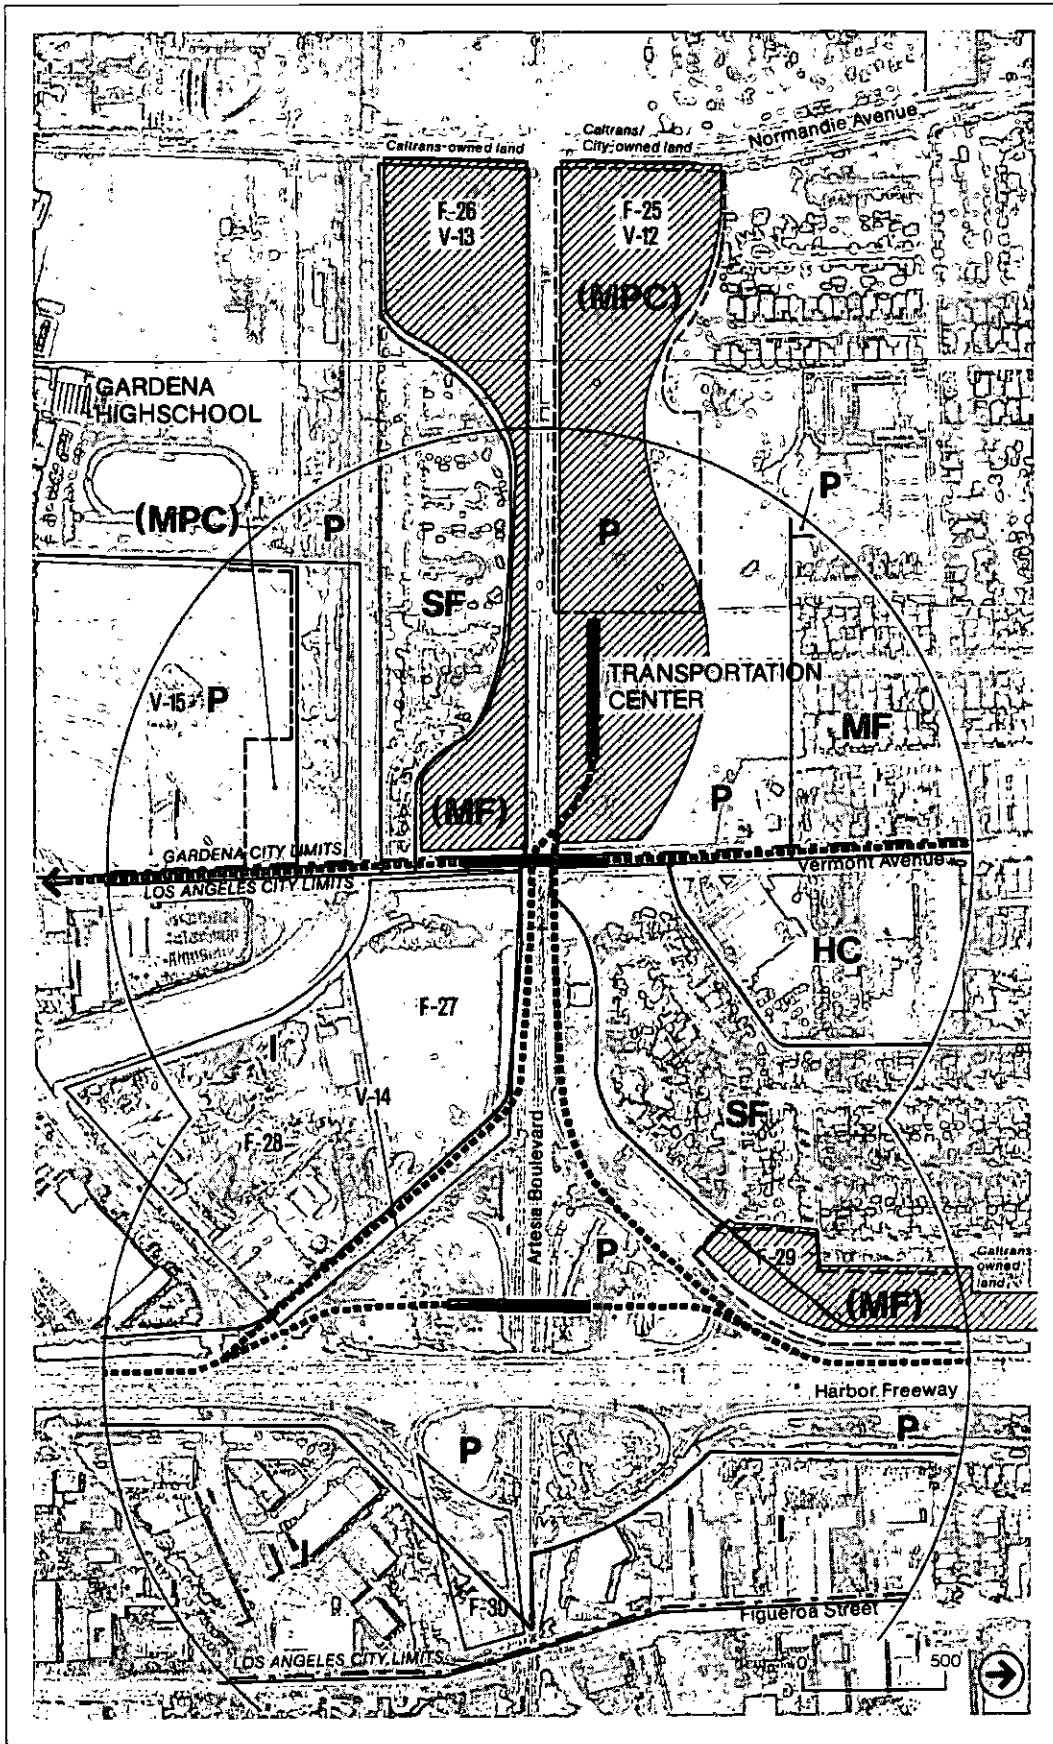 Caltrans-owned land
Caltrans/
City-owned land
Normandie Avenue
F-26
V-13
F-25
V-12
(MPC)
GARDENA
HIGHSCHOOL
(MPC)
P
P
P
SF
TRANSPORTATION
CENTER
V-15
P
MF
(MF)
P
GARDENA CITY LIMITS
LOS ANGELES CITY LIMITS
Vermont Avenue
HC
F-27
I
V-14
F-28
SF
Artesia Boulevard
P
F-29
Caltrans
owned
land
(MF)
Harbor Freeway
P
P
I
I
F-30
Figueroa Street
LOS ANGELES CITY LIMITS
0
500